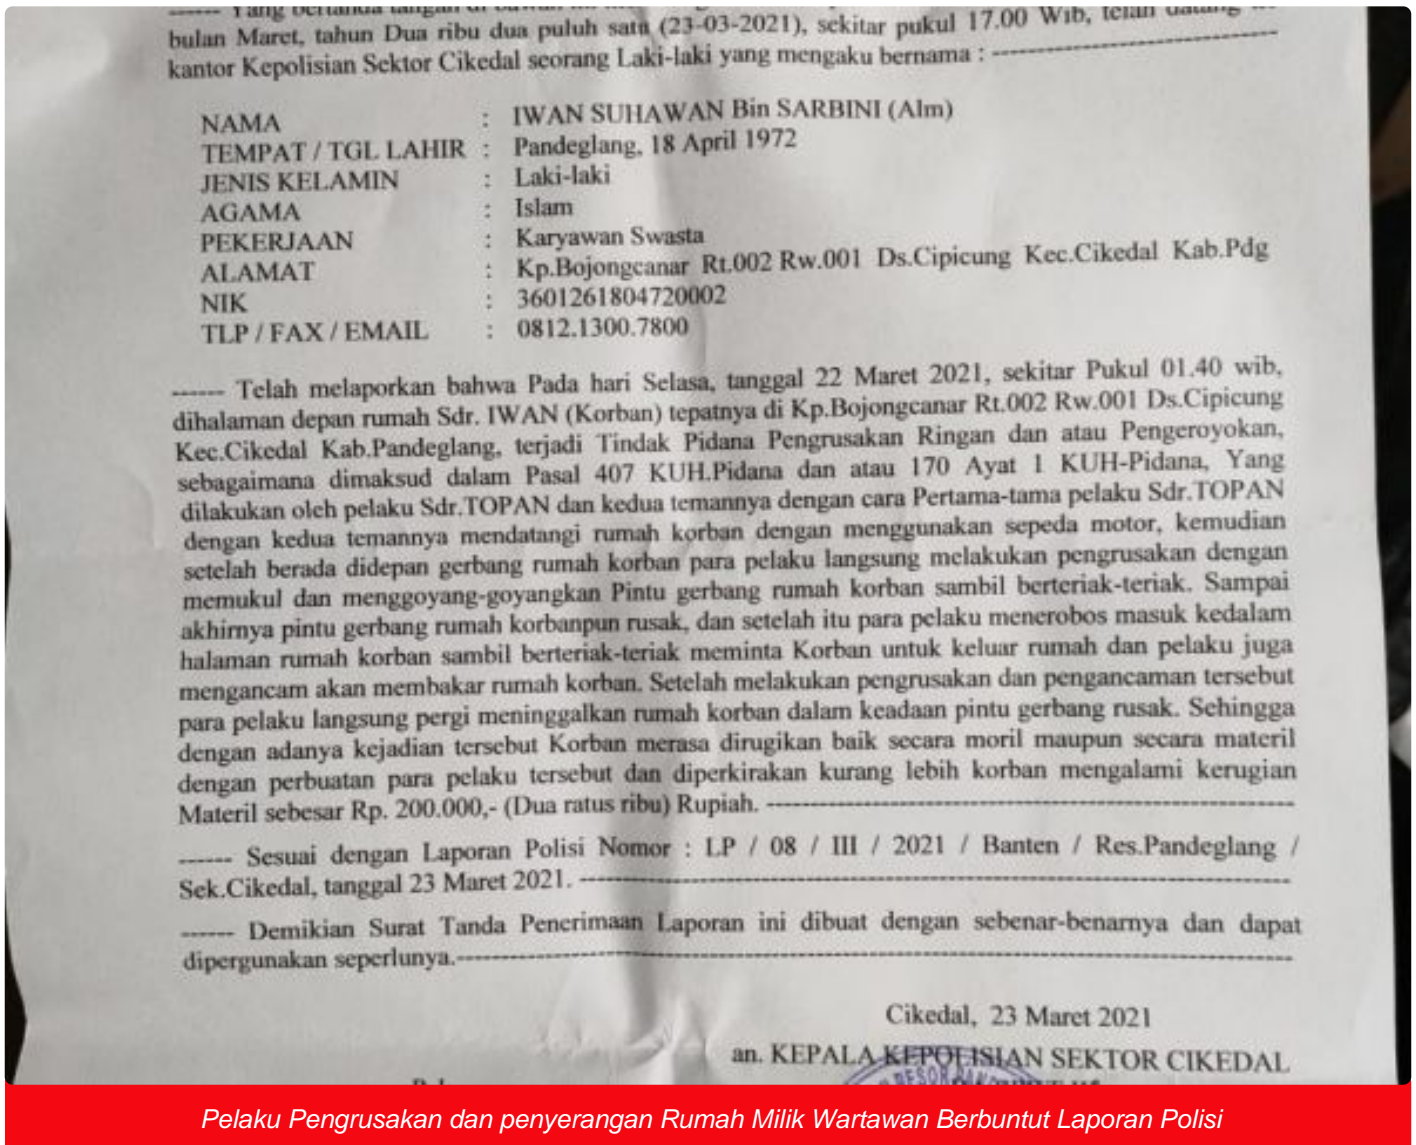 ------ Yang bertanda tangan di bawah ini
bulan Maret, tahun Dua ribu dua puluh satu (23-03-2021), sekitar pukul 17.00 Wib, telah datang
kantor Kepolisian Sektor Cikedal seorang Laki-laki yang mengaku bernama : ------
NAMA : IWAN SUHAWAN Bin SARBINI (Alm)
TEMPAT / TGL LAHIR : Pandeglang, 18 April 1972
JENIS KELAMIN : Laki-laki
AGAMA : Islam
PEKERJAAN : Karyawan Swasta
ALAMAT : Kp.Bojongcanar Rt.002 Rw.001 Ds.Cipicung Kec.Cikedal Kab.Pdg
NIK : 3601261804720002
TLP / FAX / EMAIL : 0812.1300.7800
------ Telah melaporkan bahwa Pada hari Selasa, tanggal 22 Maret 2021, sekitar Pukul 01.40 wib,
dihalaman depan rumah Sdr. IWAN (Korban) tepatnya di Kp.Bojongcanar Rt.002 Rw.001 Ds.Cipicung
Kec.Cikedal Kab.Pandeglang, terjadi Tindak Pidana Pengrusakan Ringan dan atau Pengeroyokan,
sebagaimana dimaksud dalam Pasal 407 KUH.Pidana dan atau 170 Ayat 1 KUH-Pidana, Yang
dilakukan oleh pelaku Sdr.TOPAN dan kedua temannya dengan cara Pertama-tama pelaku Sdr.TOPAN
dengan kedua temannya mendatangi rumah korban dengan menggunakan sepeda motor, kemudian
setelah berada didepan gerbang rumah korban para pelaku langsung melakukan pengrusakan dengan
memukul dan menggoyang-goyangkan Pintu gerbang rumah korban sambil berteriak-teriak. Sampai
akhirnya pintu gerbang rumah korbanpun rusak, dan setelah itu para pelaku menerobos masuk kedalam
halaman rumah korban sambil berteriak-teriak meminta Korban untuk keluar rumah dan pelaku juga
mengancam akan membakar rumah korban. Setelah melakukan pengrusakan dan pengancaman tersebut
para pelaku langsung pergi meninggalkan rumah korban dalam keadaan pintu gerbang rusak. Sehingga
dengan adanya kejadian tersebut Korban merasa dirugikan baik secara moril maupun secara materil
dengan perbuatan para pelaku tersebut dan diperkirakan kurang lebih korban mengalami kerugian
Materil sebesar Rp. 200.000,- (Dua ratus ribu) Rupiah. ------
------ Sesuai dengan Laporan Polisi Nomor : LP / 08 / III / 2021 / Banten / Res.Pandeglang /
Sek.Cikedal, tanggal 23 Maret 2021. ------
------ Demikian Surat Tanda Penerimaan Laporan ini dibuat dengan sebenar-benarnya dan dapat
dipergunakan seperlunya.------
Cikedal, 23 Maret 2021
an. KEPALA KEPOLISIAN SEKTOR CIKEDAL
Pelaku Pengrusakan dan penyerangan Rumah Milik Wartawan Berbuntut Laporan Polisi